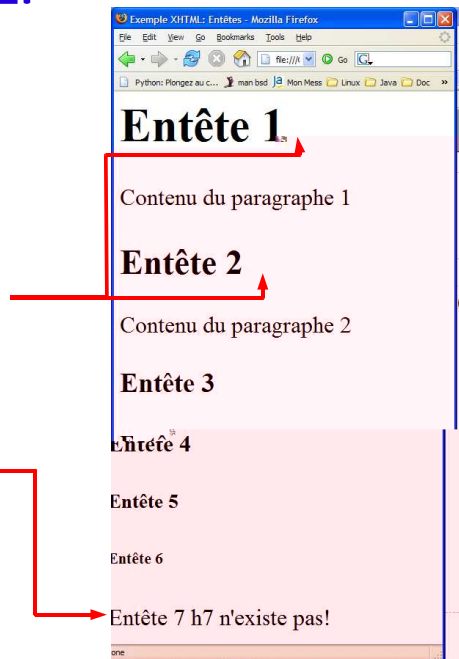 Exemple XHTML: Entêtes - Mozilla Firefox
File Edit View Go Bookmarks Tools Help
file:/// Go
Python: Plongez au c... man bsd Mon Mess Linux Java Doc »
Entête 1
Contenu du paragraphe 1
Entête 2
Contenu du paragraphe 2
Entête 3
Entête 4
Entête 5
Entête 6
Entête 7 h7 n'existe pas!
one